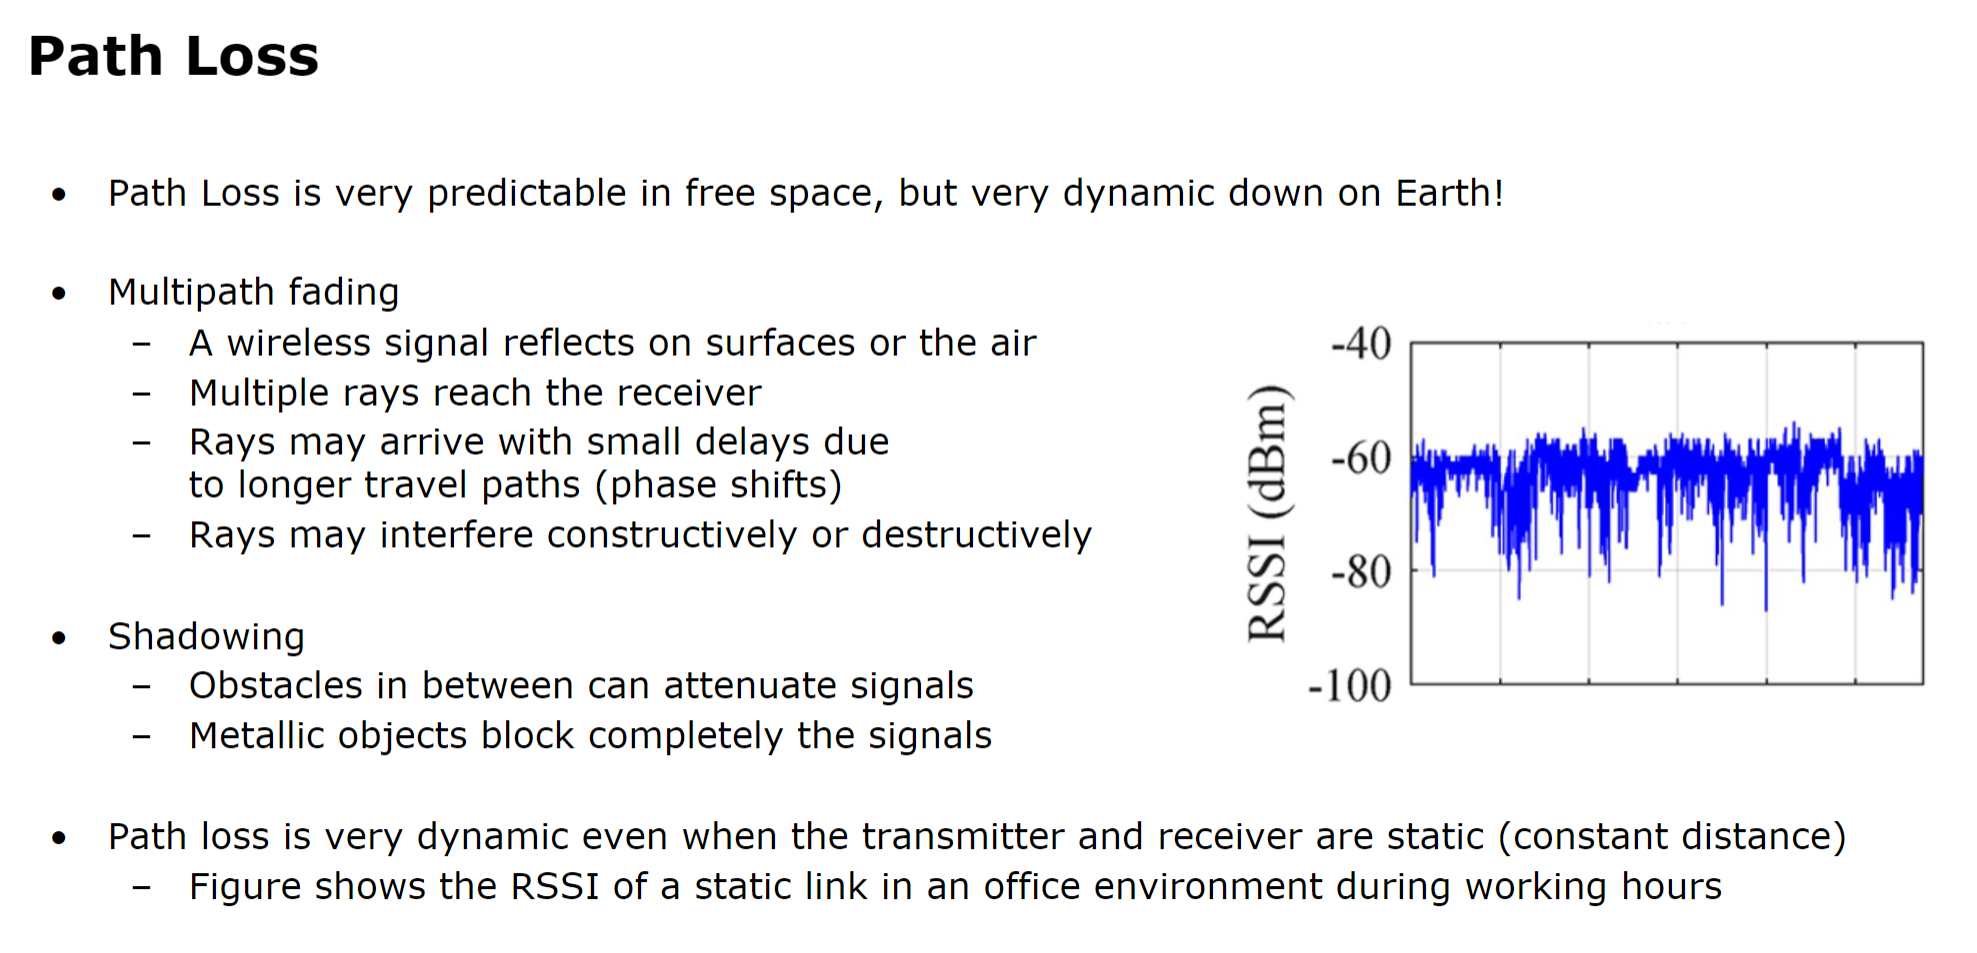 Path Loss
• Path Loss is very predictable in free space, but very dynamic down on Earth!
• Multipath fading
– A wireless signal reflects on surfaces or the air
– Multiple rays reach the receiver
– Rays may arrive with small delays due
to longer travel paths (phase shifts)
– Rays may interfere constructively or destructively
• Shadowing
– Obstacles in between can attenuate signals
– Metallic objects block completely the signals
• Path loss is very dynamic even when the transmitter and receiver are static (constant distance)
– Figure shows the RSSI of a static link in an office environment during working hours
RSSI (dBm)
-40
-60
-80
-100